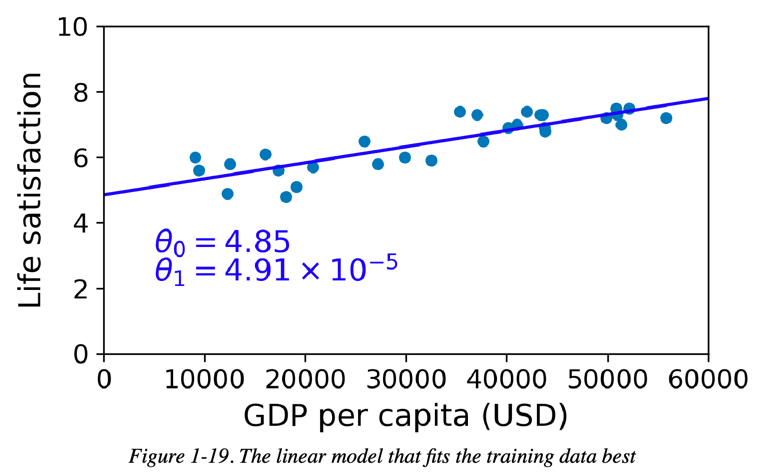 10
8
6
4
2
0
Life satisfaction
θ₀ = 4.85
θ₁ = 4.91 × 10⁻⁵
0 10000 20000 30000 40000 50000 60000
GDP per capita (USD)
Figure 1-19. The linear model that fits the training data best